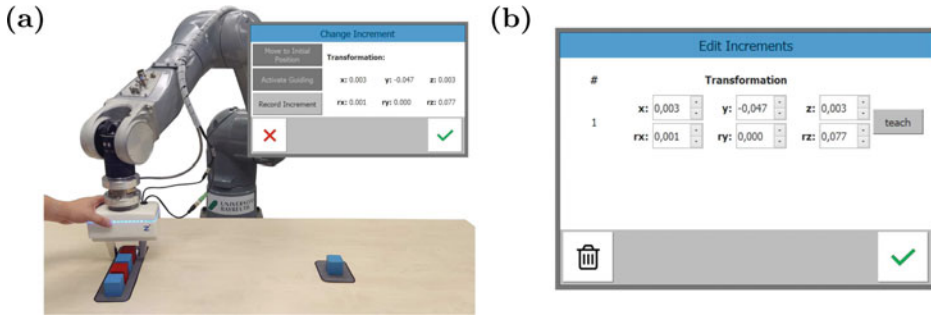 (a)
Change Increment
Move to Initial
Position
Transformation:
Activate Guiding
x: 0.003 y: -0.047 z: 0.003
Record Increment
rx: 0.001 ry: 0.000 rz: 0.077
UNIVERSITÄT
BAYREUTH
(b)
Edit Increments
# Transformation
1
x: 0,003 y: -0,047 z: 0,003
rx: 0,001 ry: 0,000 rz: 0,077
teach